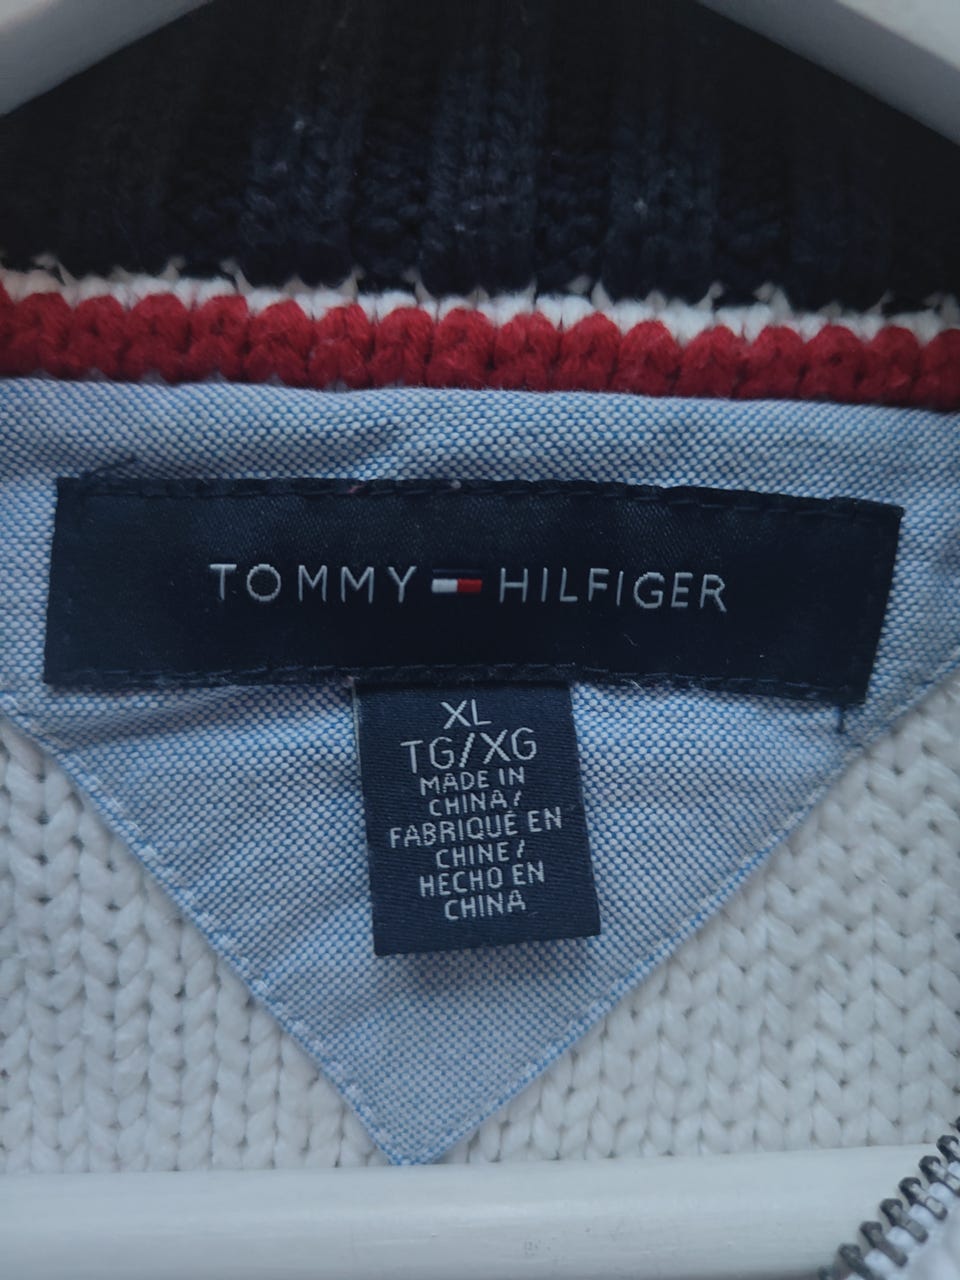 TOMMY HILFIGER
XL
TG/XG
MADE IN
CHINA/
FABRIQUÉ EN
CHINE/
HECHO EN
CHINA